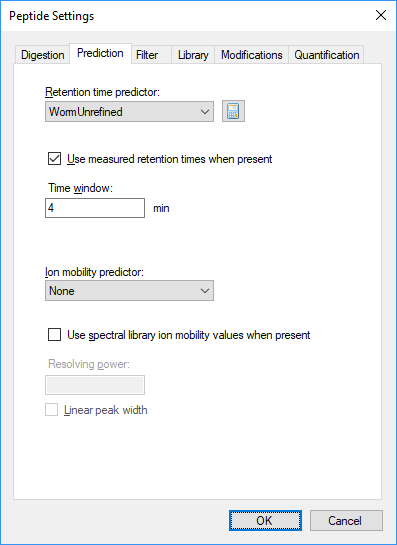 Peptide Settings
Digestion Prediction Filter Library Modifications Quantification
Retention time predictor:
WormUnrefined
Use measured retention times when present
Time window:
4 min
Ion mobility predictor:
None
Use spectral library ion mobility values when present
Resolving power:
Linear peak width
OK Cancel